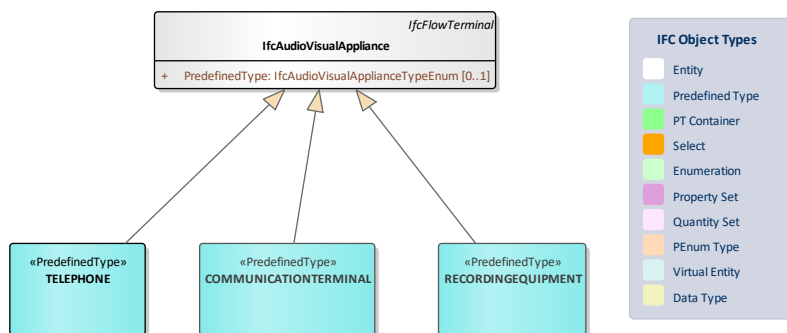 IfcFlowTerminal
IfcAudioVisualAppliance
+ PredefinedType: IfcAudioVisualApplianceTypeEnum [0..1]
«PredefinedType»
TELEPHONE
«PredefinedType»
COMMUNICATIONTERMINAL
«PredefinedType»
RECORDINGEQUIPMENT
IFC Object Types
Entity
Predefined Type
PT Container
Select
Enumeration
Property Set
Quantity Set
PEnum Type
Virtual Entity
Data Type